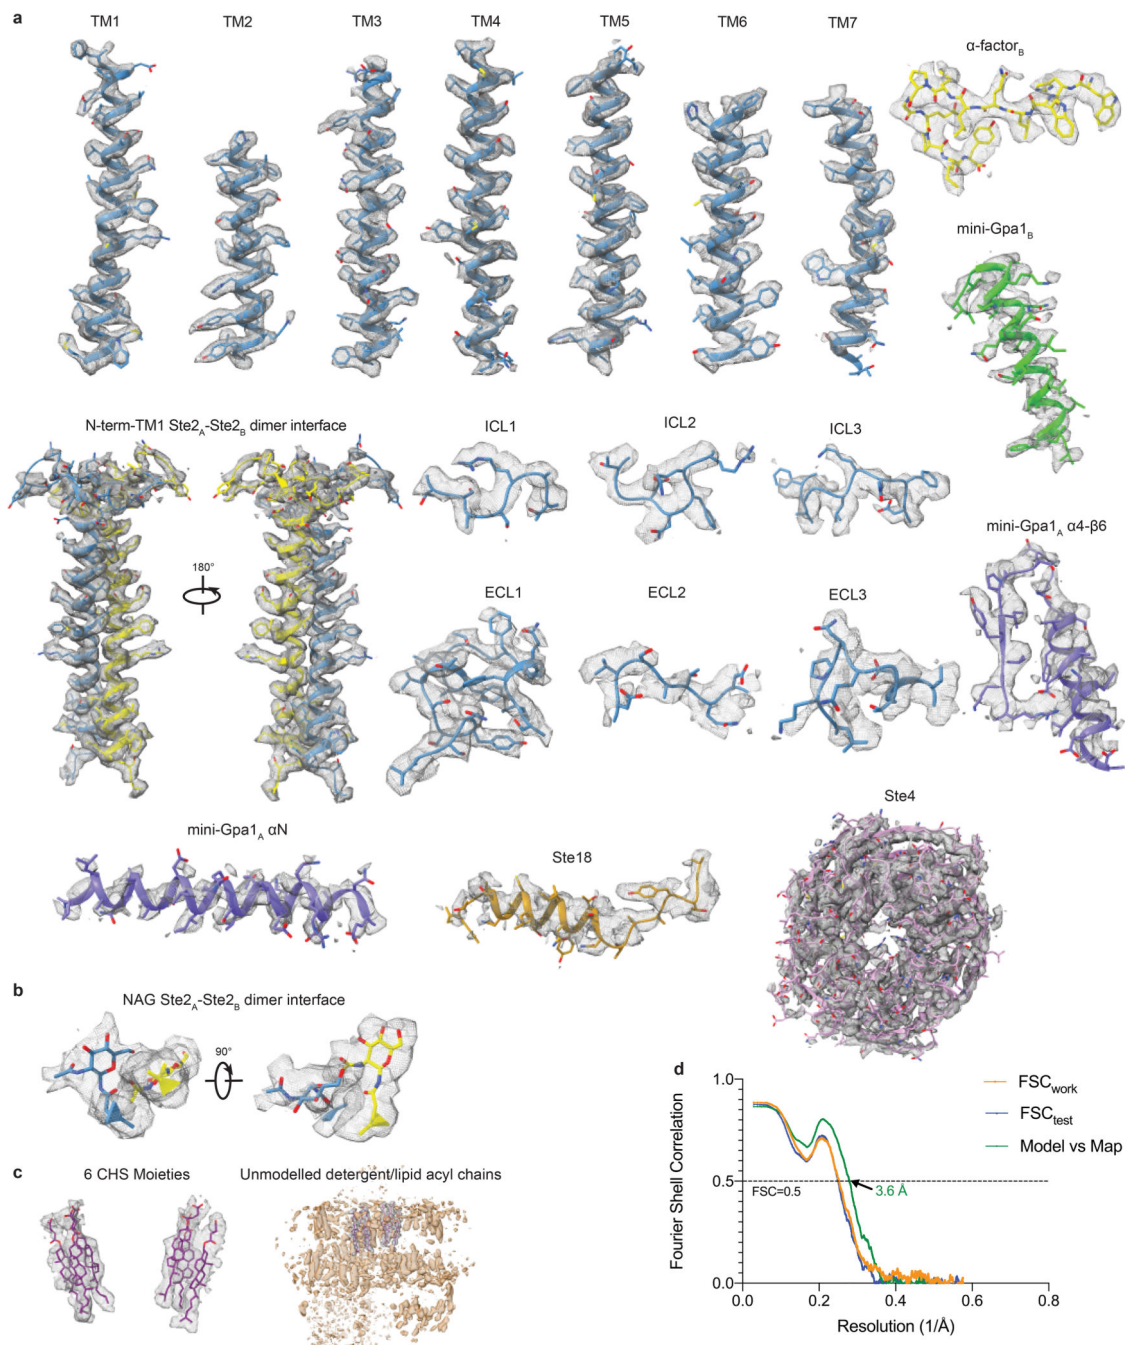 a
TM1 TM2 TM3 TM4 TM5 TM6 TM7
α-factorB
mini-Gpa1B
N-term-TM1 Ste2A-Ste2B dimer interface
ICL1 ICL2 ICL3
180°
mini-Gpa1A α4-β6
ECL1 ECL2 ECL3
mini-Gpa1A αN
Ste18
Ste4
b
NAG Ste2A-Ste2B dimer interface
90°
c
6 CHS Moieties
Unmodelled detergent/lipid acyl chains
d
Fourier Shell Correlation
1.0
0.5
0.0
FSC=0.5
3.6 Å
FSCwork
FSCtest
Model vs Map
0.0 0.2 0.4 0.6 0.8
Resolution (1/Å)